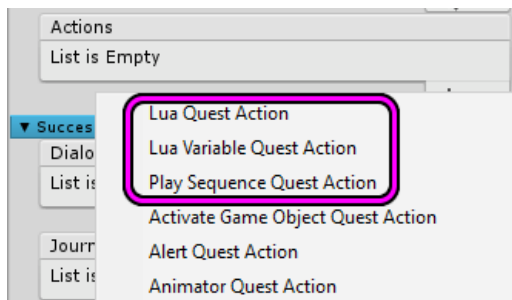 Actions
List is Empty
Lua Quest Action
Succes
Lua Variable Quest Action
Dialo
Play Sequence Quest Action
List is
Activate Game Object Quest Action
Journ
Alert Quest Action
List is
Animator Quest Action